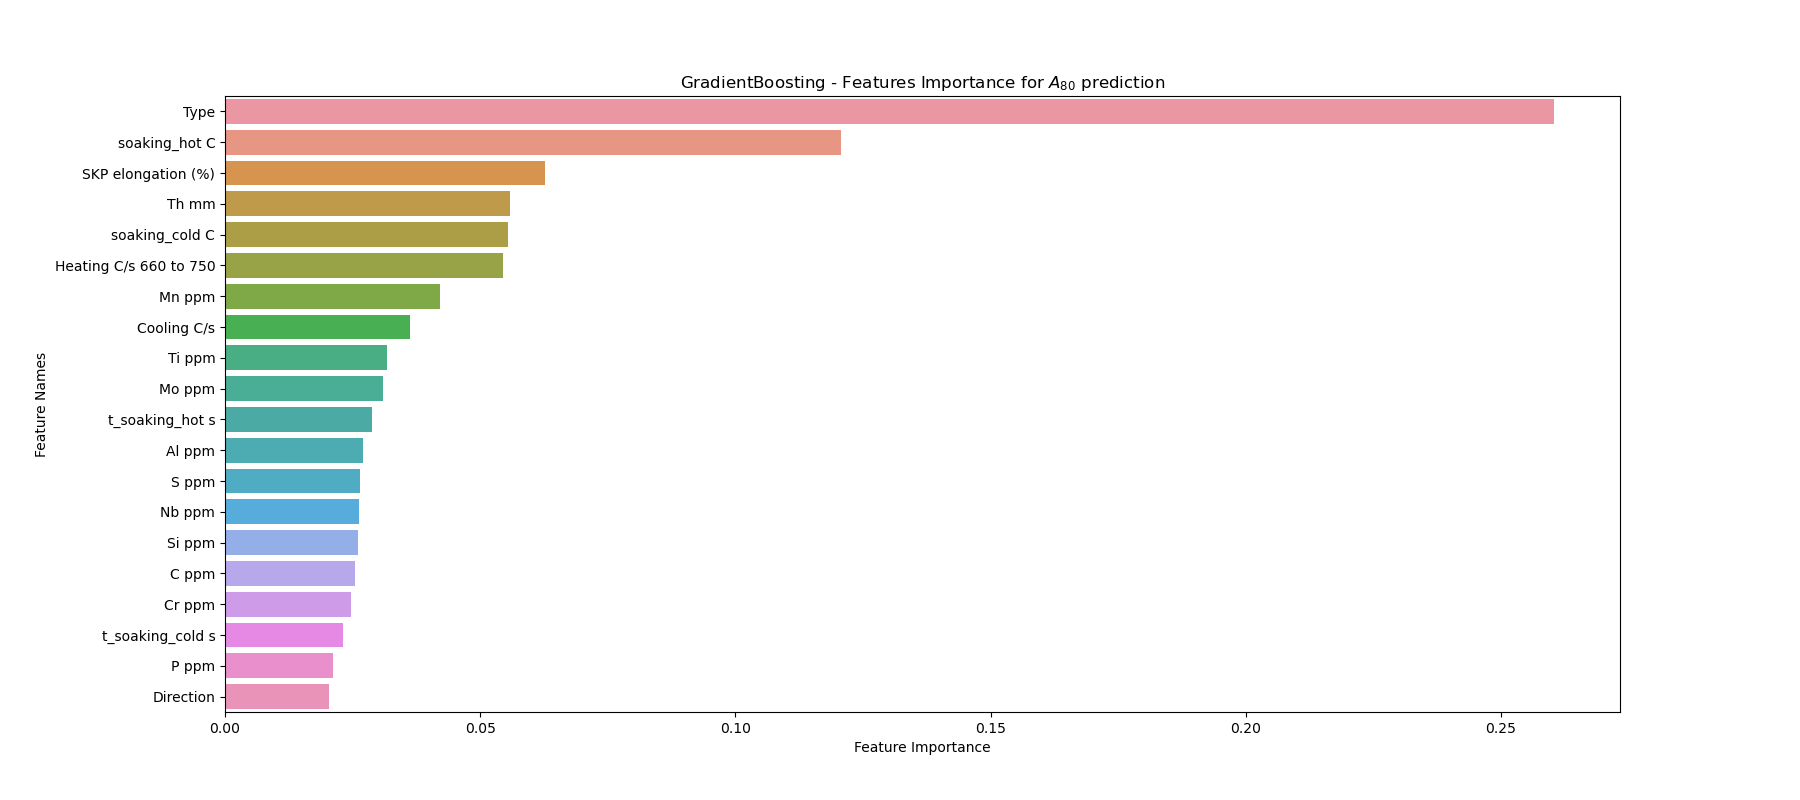 GradientBoosting - Features Importance for A80 prediction
Type
soaking_hot C
SKP elongation (%)
Th mm
soaking_cold C
Heating C/s 660 to 750
Mn ppm
Cooling C/s
Ti ppm
Mo ppm
t_soaking_hot s
Al ppm
S ppm
Nb ppm
Si ppm
C ppm
Cr ppm
t_soaking_cold s
P ppm
Direction
Feature Names
0.00 0.05 0.10 0.15 0.20 0.25
Feature Importance